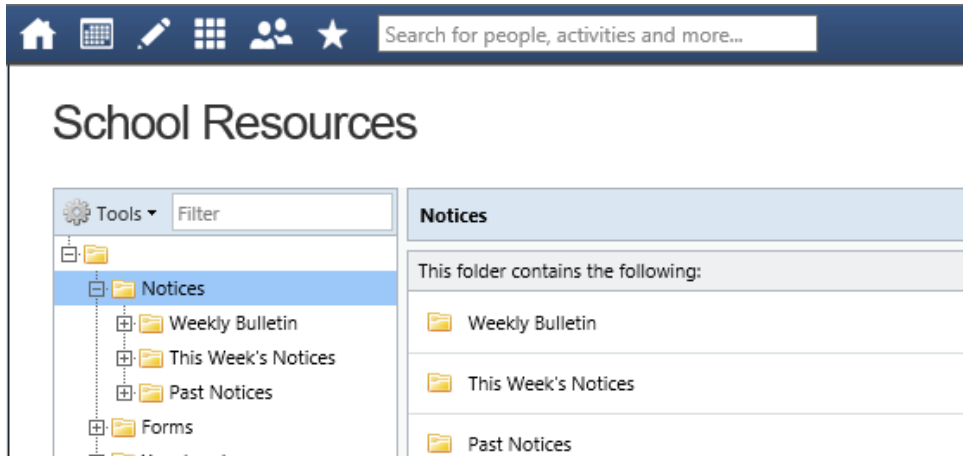 Search for people, activities and more...
School Resources
Tools
Filter
Notices
Weekly Bulletin
This Week's Notices
Past Notices
Forms
Notices
This folder contains the following:
Weekly Bulletin
This Week's Notices
Past Notices